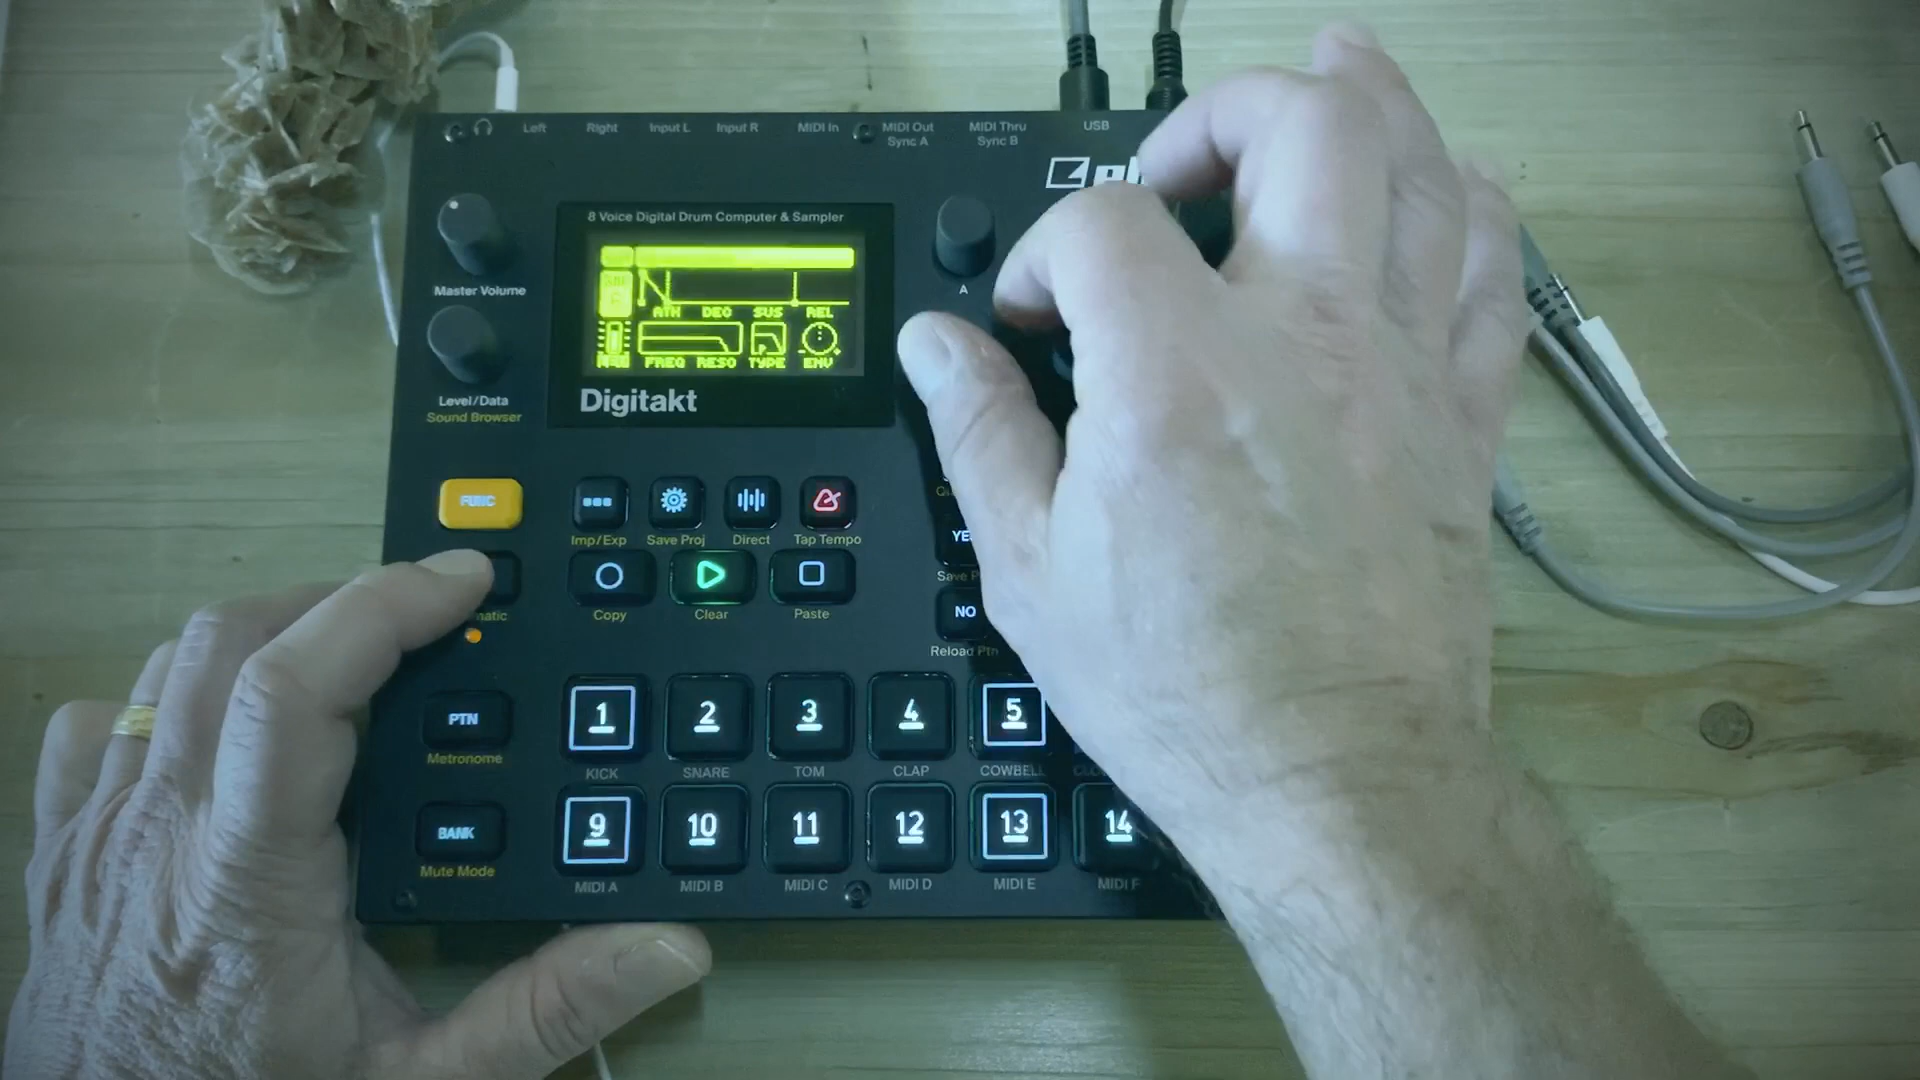 Left Right Input L Input R MIDI In MIDI Out MIDI Thru USB
Sync A Sync B
8 Voice Digital Drum Computer & Sampler
Master Volume
A
ATK DEC SUS REL
FREQ RESO TYPE ENV
Digitakt
Level/Data
Sound Browser
FUNC
Imp/Exp Save Proj Direct Tap Tempo
Copy Clear Paste
NO
PTN
Metronome
1 2 3 4 5
KICK SNARE TOM CLAP COWBELL
BANK
Mute Mode
9 10 11 12 13 14
MIDI A MIDI B MIDI C MIDI D MIDI E MIDI F
Reload Ptn